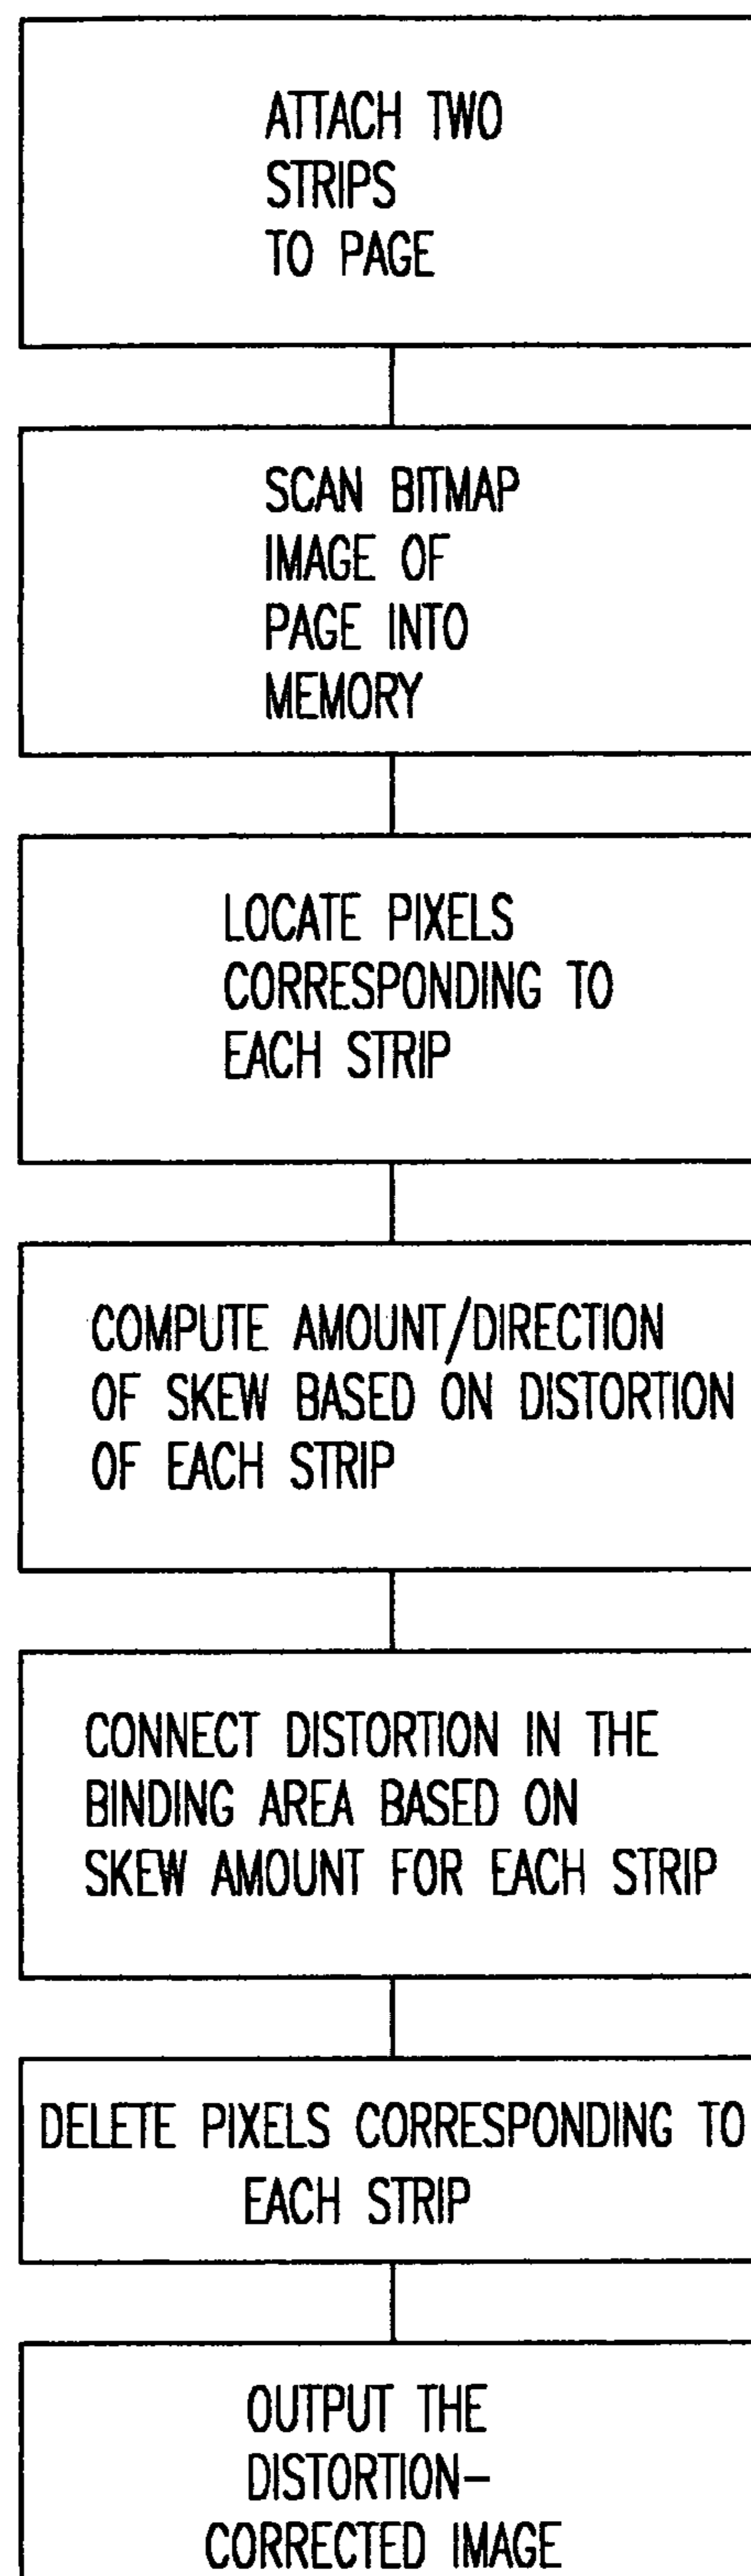 ATTACH TWO
STRIPS
TO PAGE
SCAN BITMAP
IMAGE OF
PAGE INTO
MEMORY
LOCATE PIXELS
CORRESPONDING TO
EACH STRIP
COMPUTE AMOUNT/DIRECTION
OF SKEW BASED ON DISTORTION
OF EACH STRIP
CONNECT DISTORTION IN THE
BINDING AREA BASED ON
SKEW AMOUNT FOR EACH STRIP
DELETE PIXELS CORRESPONDING TO
EACH STRIP
OUTPUT THE
DISTORTION-
CORRECTED IMAGE